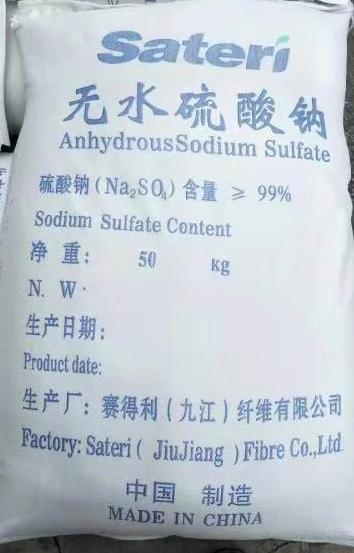 Sateri
无水硫酸钠
Anhydrous Sodium Sulfate
硫酸钠(Na₂SO₄)含量 ≥ 99%
Sodium Sulfate Content
净 重: 50 kg
N. W·
生产日期:
Product date:
生产厂:赛得利(九江)纤维有限公司
Factory: Sateri ( JiuJiang ) Fibre Co.,Ltd
中国 制造
MADE IN CHINA